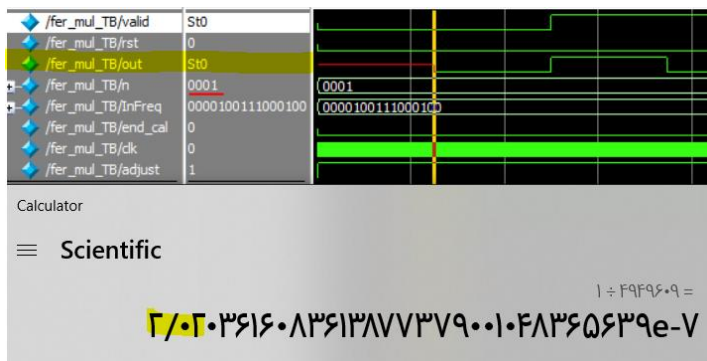 /fer_mul_TB/valid St0
/fer_mul_TB/rst 0
/fer_mul_TB/out St0
/fer_mul_TB/n 0001 0001
/fer_mul_TB/InFreq 0000100111000100 0000100111000100
/fer_mul_TB/end_cal 0
/fer_mul_TB/clk 0
/fer_mul_TB/adjust 1
Calculator
Scientific
۱ ÷ ۴۹۴۹۶۰۹ =
۲/۰۲۰۳۶۱۶۰۸۳۶۱۳۸۷۷۳۷۹۰۰۱۰۴۸۳۶۵۶۳۹e-۷